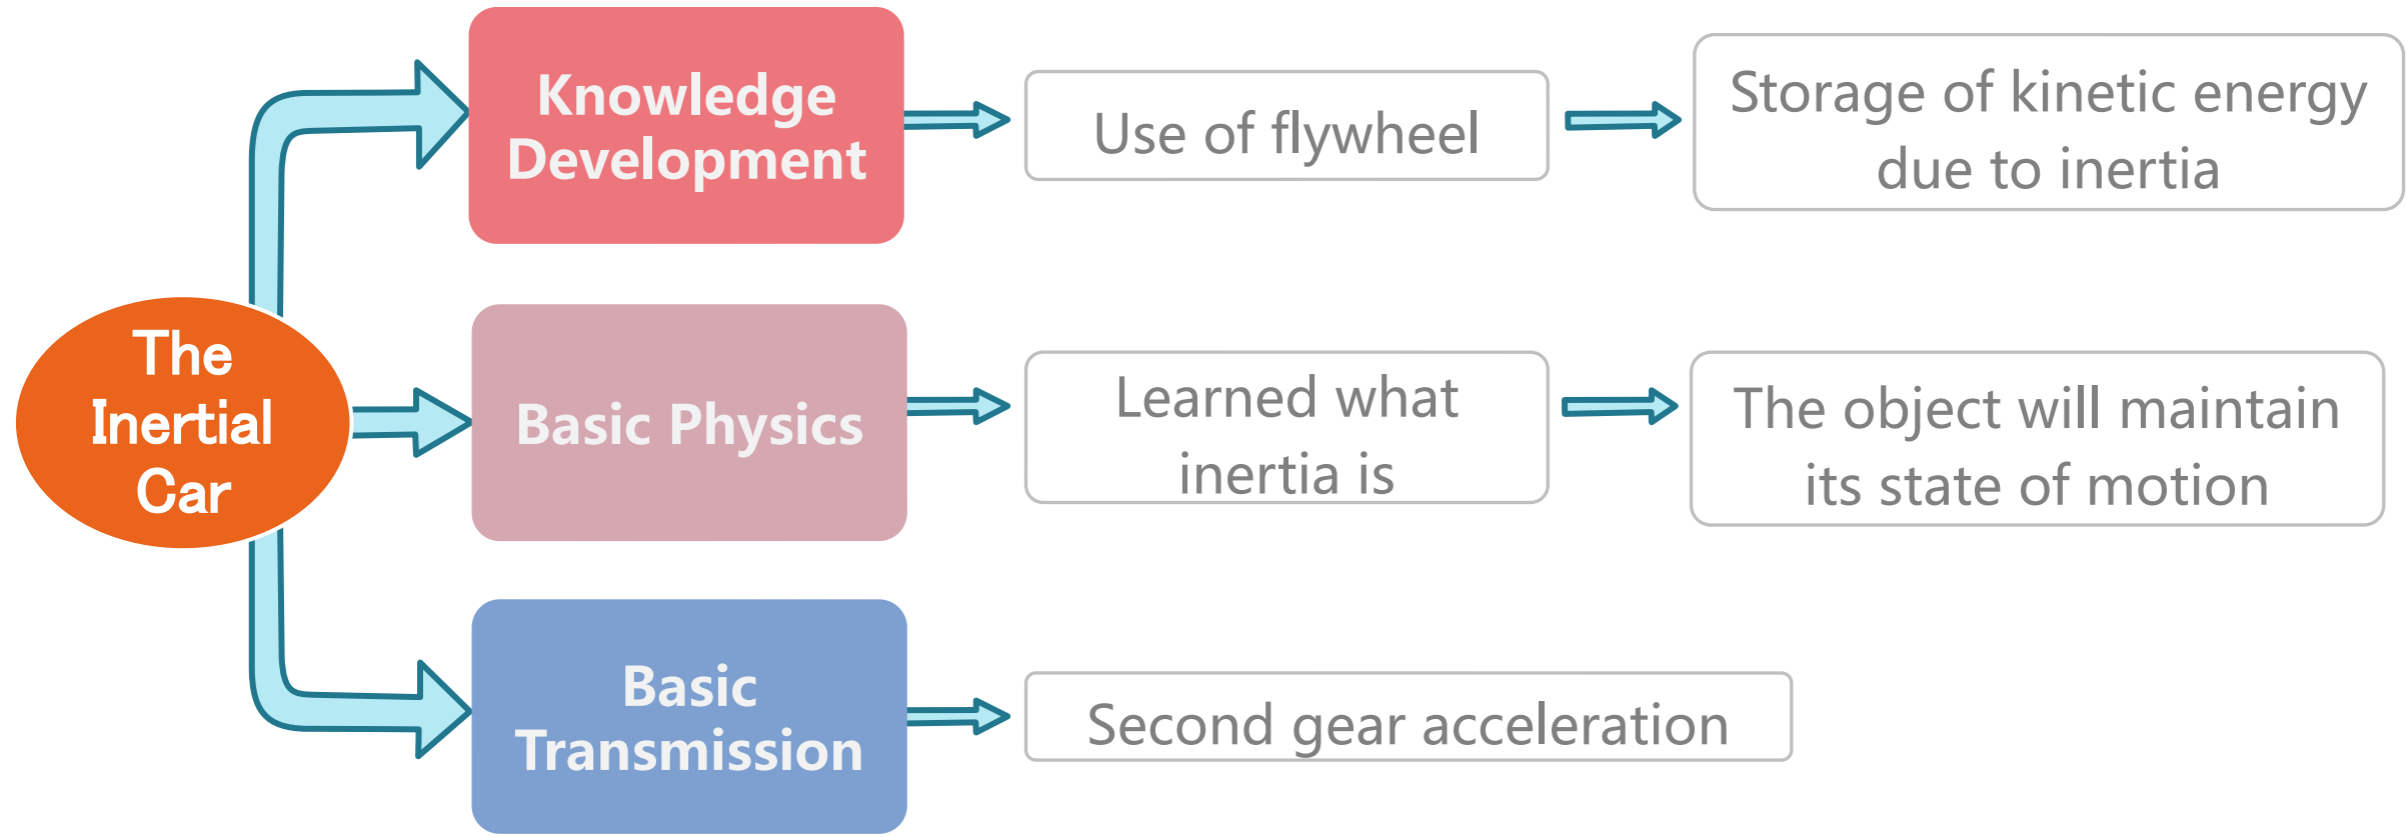 The
Inertial
Car
Knowledge
Development
Use of flywheel
Storage of kinetic energy
due to inertia
Basic Physics
Learned what
inertia is
The object will maintain
its state of motion
Basic
Transmission
Second gear acceleration